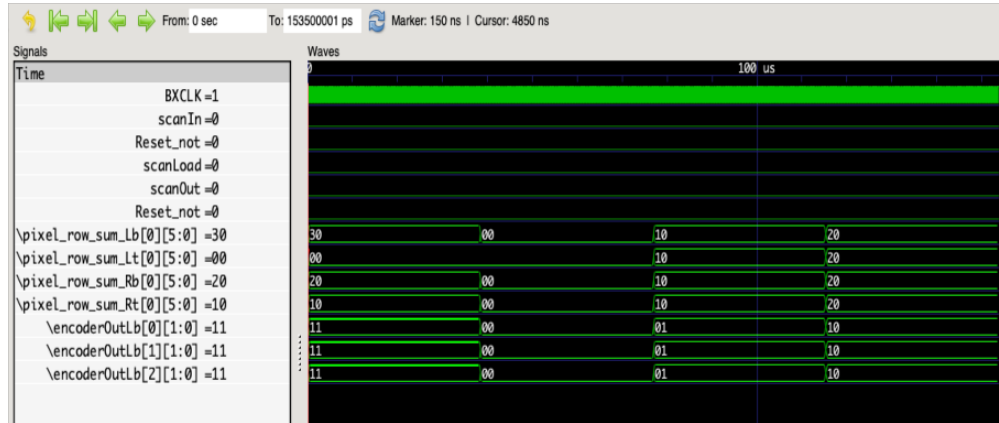 From: 0 sec To: 153500001 ps Marker: 150 ns | Cursor: 4850 ns
Signals Waves
Time 0 100 us
BXCLK =1
scanIn =0
Reset_not =0
scanLoad =0
scanOut =0
Reset_not =0
\pixel_row_sum_Lb[0][5:0] =30 30 00 10 20
\pixel_row_sum_Lt[0][5:0] =00 00 10 20
\pixel_row_sum_Rb[0][5:0] =20 20 00 10 20
\pixel_row_sum_Rt[0][5:0] =10 10 00 10 20
\encoderOutLb[0][1:0] =11 11 00 01 10
\encoderOutLb[1][1:0] =11 11 00 01 10
\encoderOutLb[2][1:0] =11 11 00 01 10